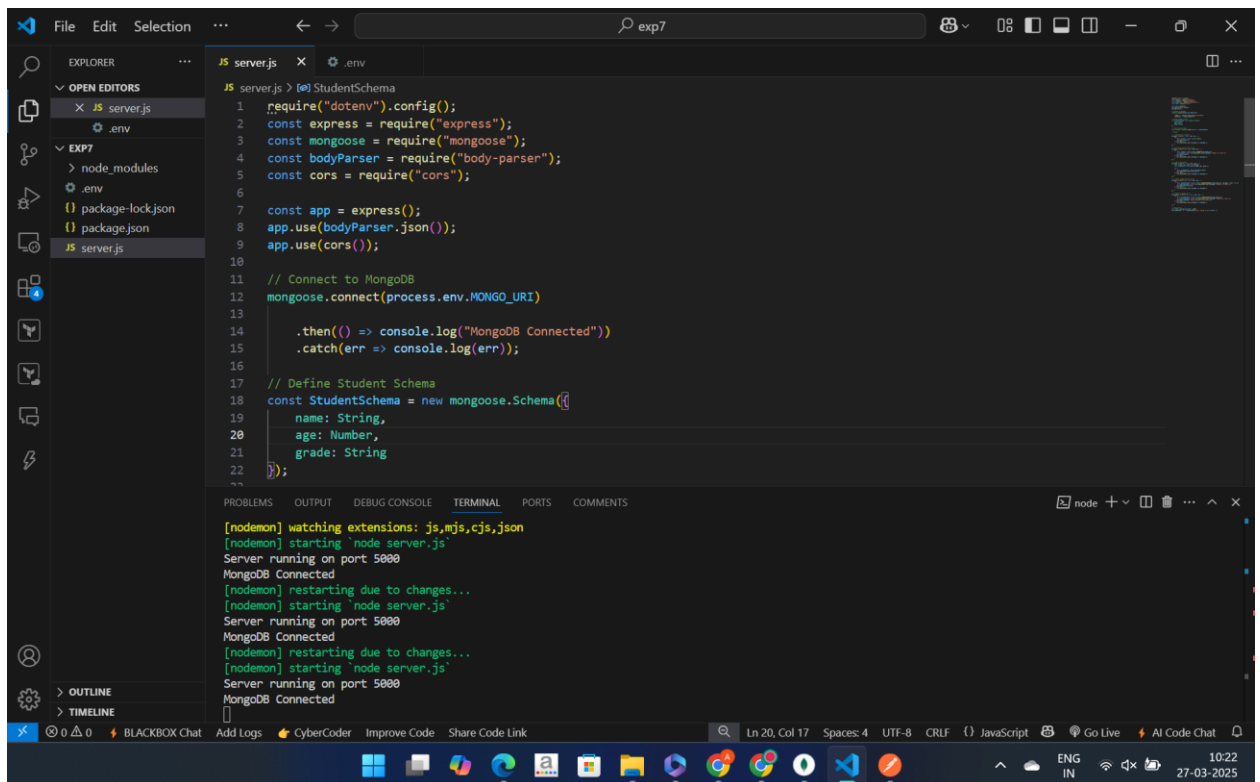 File Edit Selection ··· exp7
EXPLORER ···
OPEN EDITORS
JS server.js
.env
EXP7
node_modules
.env
{} package-lock.json
{} package.json
JS server.js
OUTLINE
TIMELINE
4
JS server.js .env
JS server.js > StudentSchema
1 require("dotenv").config();
2 const express = require("express");
3 const mongoose = require("mongoose");
4 const bodyParser = require("body-parser");
5 const cors = require("cors");
6
7 const app = express();
8 app.use(bodyParser.json());
9 app.use(cors());
10
11 // Connect to MongoDB
12 mongoose.connect(process.env.MONGO_URI)
13
14 .then(() => console.log("MongoDB Connected"))
15 .catch(err => console.log(err));
16
17 // Define Student Schema
18 const StudentSchema = new mongoose.Schema({
19 name: String,
20 age: Number,
21 grade: String
22 });
PROBLEMS OUTPUT DEBUG CONSOLE TERMINAL PORTS COMMENTS node
[nodemon] watching extensions: js,mjs,cjs,json
[nodemon] starting `node server.js`
Server running on port 5000
MongoDB Connected
[nodemon] restarting due to changes...
[nodemon] starting `node server.js`
Server running on port 5000
MongoDB Connected
[nodemon] restarting due to changes...
[nodemon] starting `node server.js`
Server running on port 5000
MongoDB Connected
0 0 BLACKBOX Chat Add Logs CyberCoder Improve Code Share Code Link Ln 20, Col 17 Spaces: 4 UTF-8 CRLF {} JavaScript Go Live AI Code Chat
ENG 10:22
IN 27-03-2025